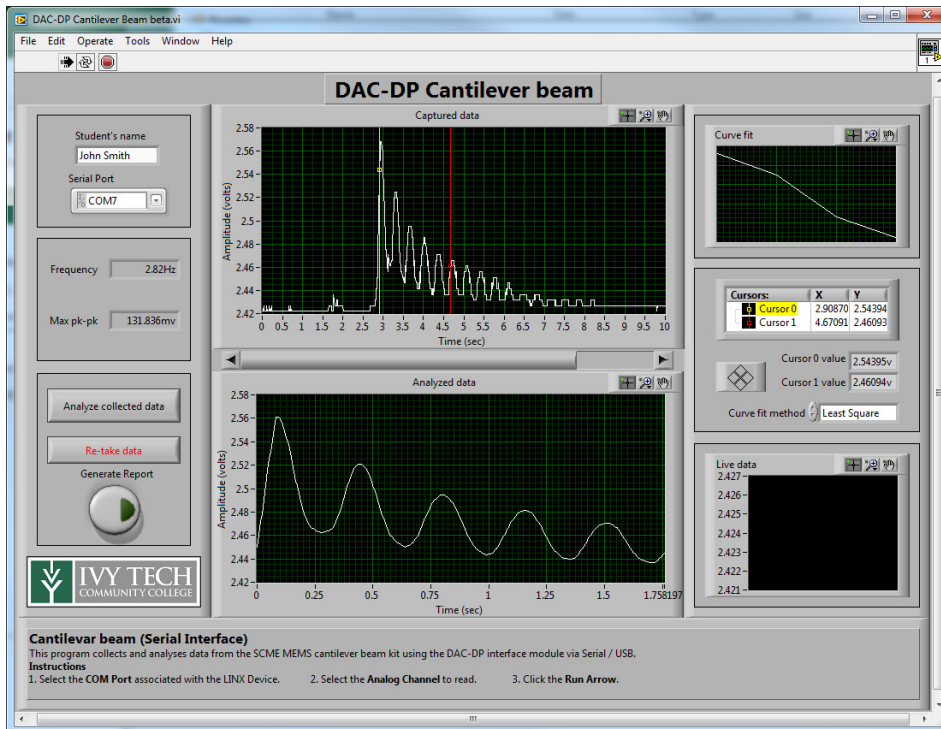 DAC-DP Cantilever Beam beta.vi
File Edit Operate Tools Window Help
1
DAC-DP Cantilever beam
Student's name
John Smith
Serial Port
COM7
Frequency 2.82Hz
Max pk-pk 131.836mv
Analyze collected data
Re-take data
Generate Report
IVY TECH
COMMUNITY COLLEGE
Captured data
Amplitude (volts)
2.58
2.56
2.54
2.52
2.5
2.48
2.46
2.44
2.42
0 0.5 1 1.5 2 2.5 3 3.5 4 4.5 5 5.5 6 6.5 7 7.5 8 8.5 9 9.5 10
Time (sec)
Analyzed data
Amplitude (volts)
2.58
2.56
2.54
2.52
2.5
2.48
2.46
2.44
2.42
0 0.25 0.5 0.75 1 1.25 1.5 1.758197
Time (sec)
Curve fit
Cursors: X Y
Cursor 0 2.90870 2.54394
Cursor 1 4.67091 2.46093
Cursor 0 value 2.54395v
Cursor 1 value 2.46094v
Curve fit method Least Square
Live data
2.427
2.426
2.425
2.424
2.423
2.422
2.421
Cantilevar beam (Serial Interface)
This program collects and analyses data from the SCME MEMS cantilever beam kit using the DAC-DP interface module via Serial / USB.
Instructions
1. Select the COM Port associated with the LINX Device. 2. Select the Analog Channel to read. 3. Click the Run Arrow.